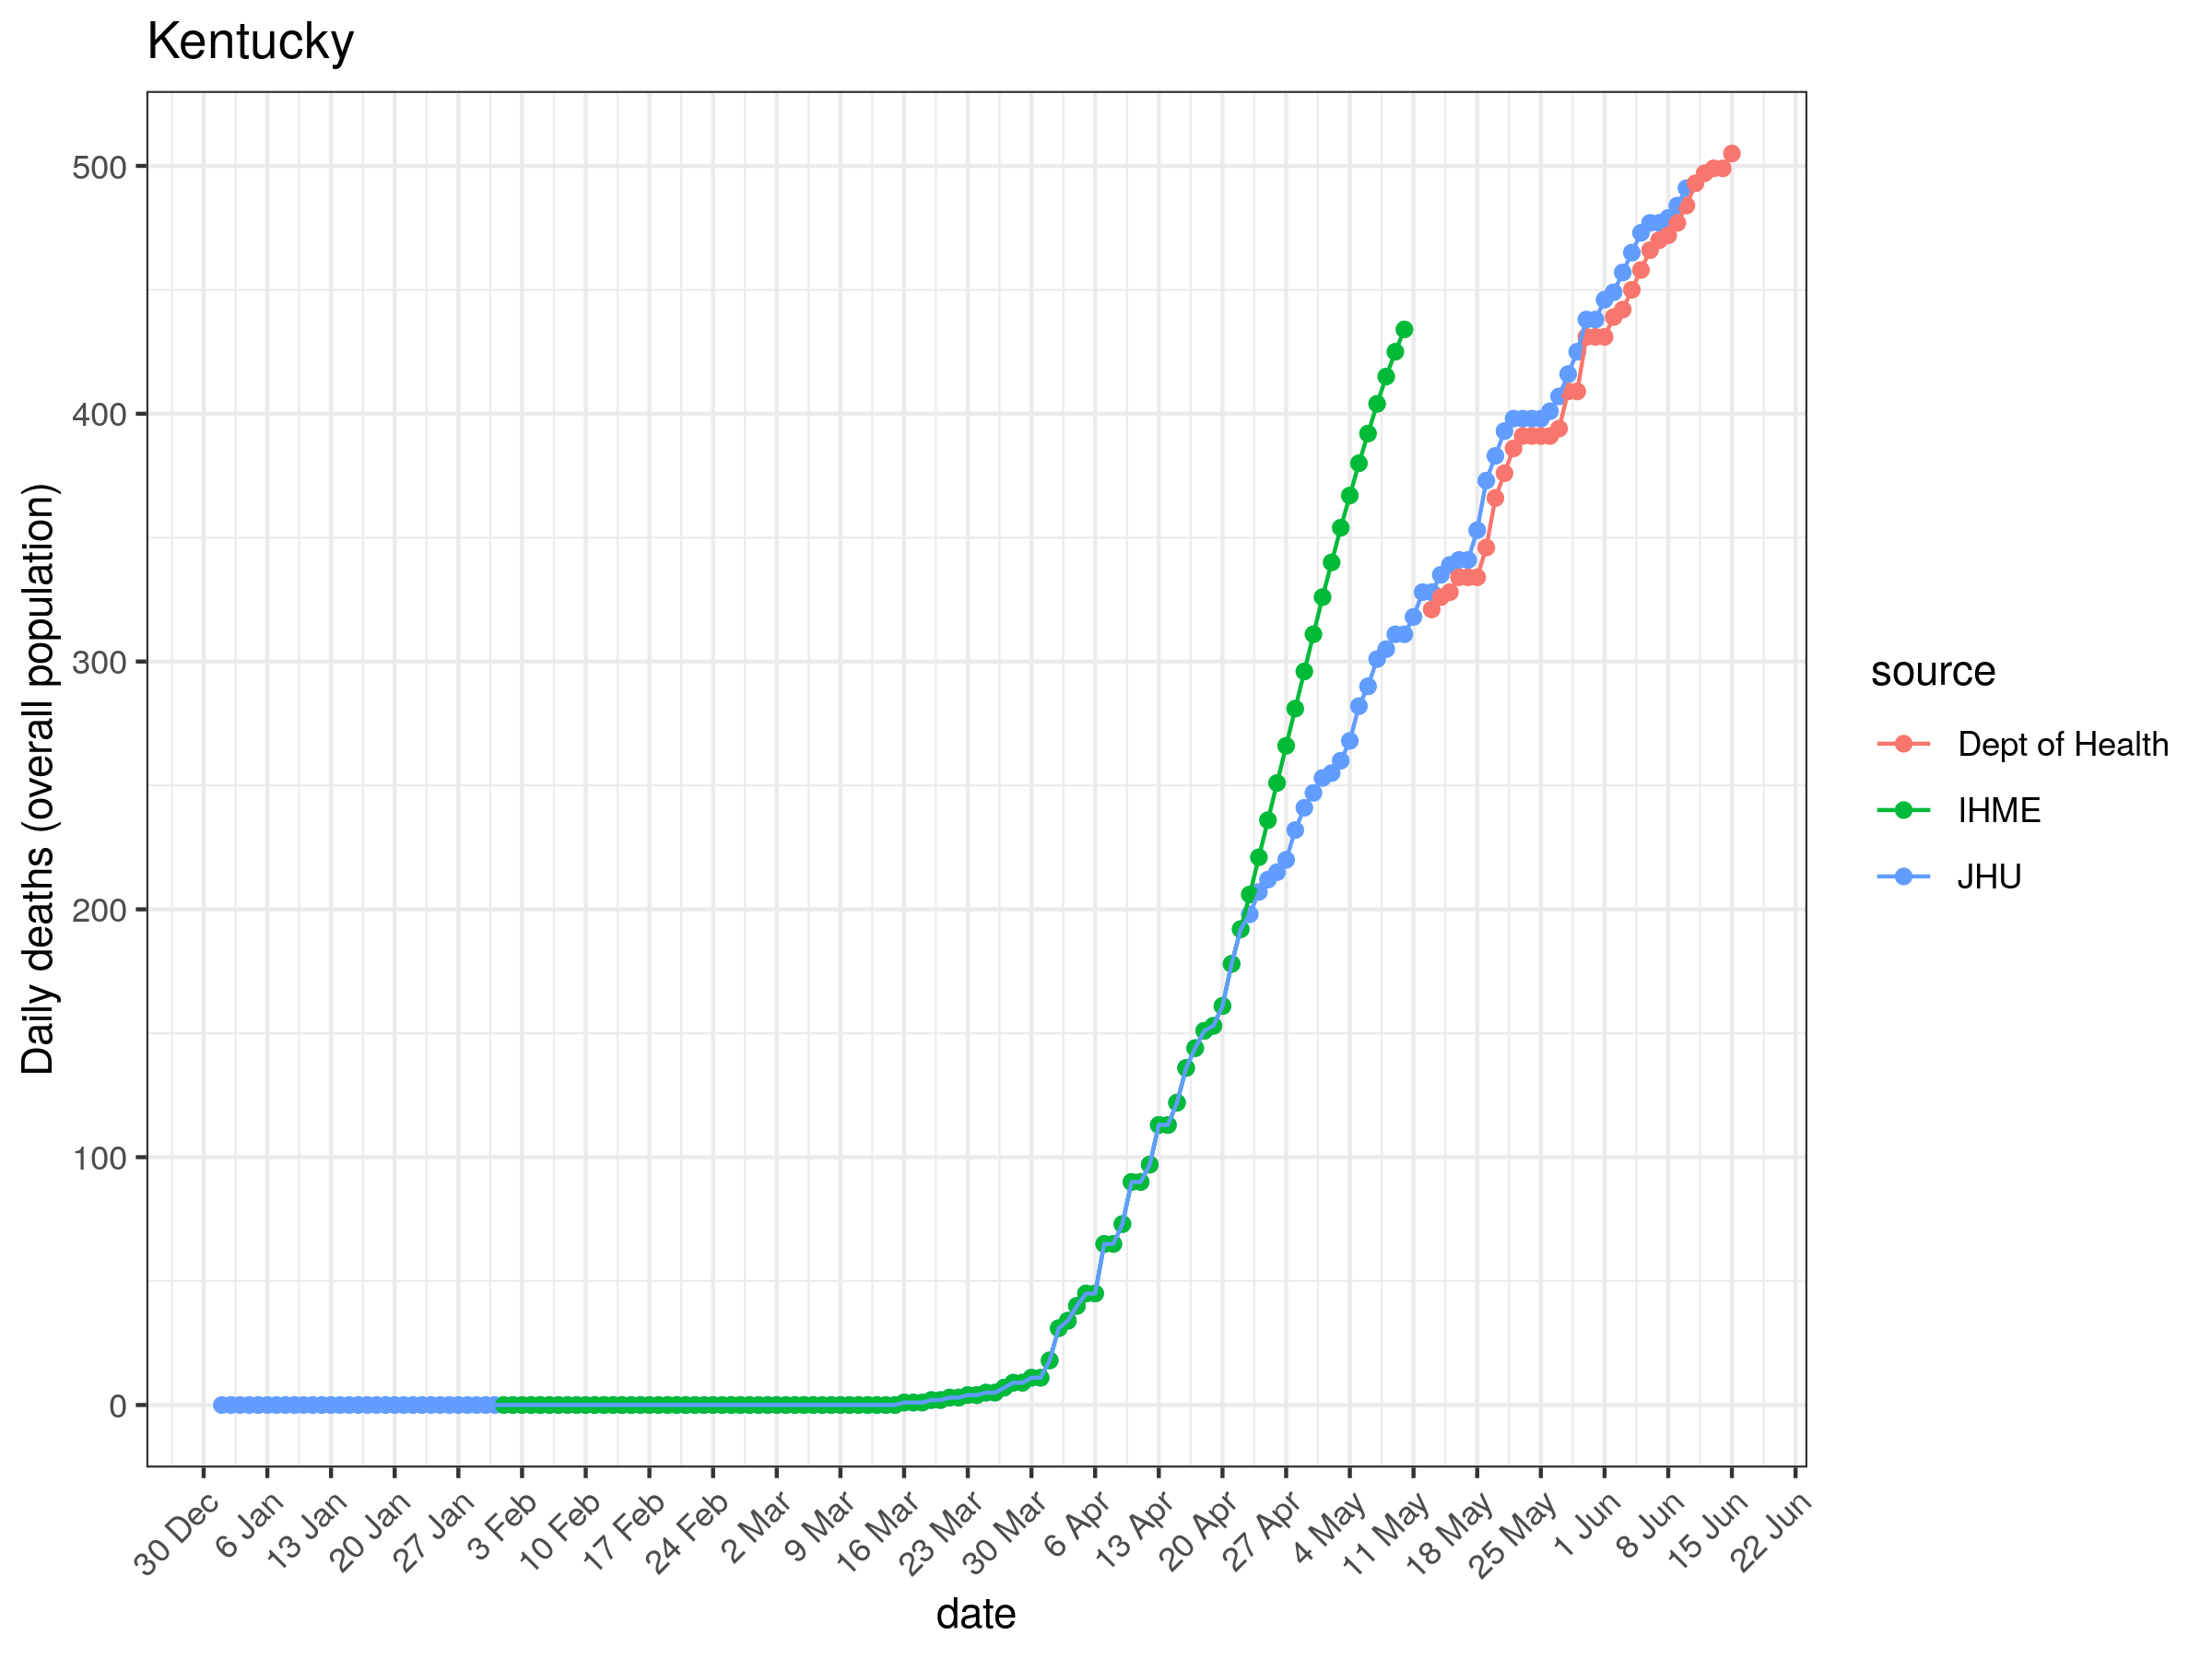 Kentucky
Daily deaths (overall population)
500
400
300
200
100
0
30 Dec
6 Jan
13 Jan
20 Jan
27 Jan
3 Feb
10 Feb
17 Feb
24 Feb
2 Mar
9 Mar
16 Mar
23 Mar
30 Mar
6 Apr
13 Apr
20 Apr
27 Apr
4 May
11 May
18 May
25 May
1 Jun
8 Jun
15 Jun
22 Jun
date
source
Dept of Health
IHME
JHU